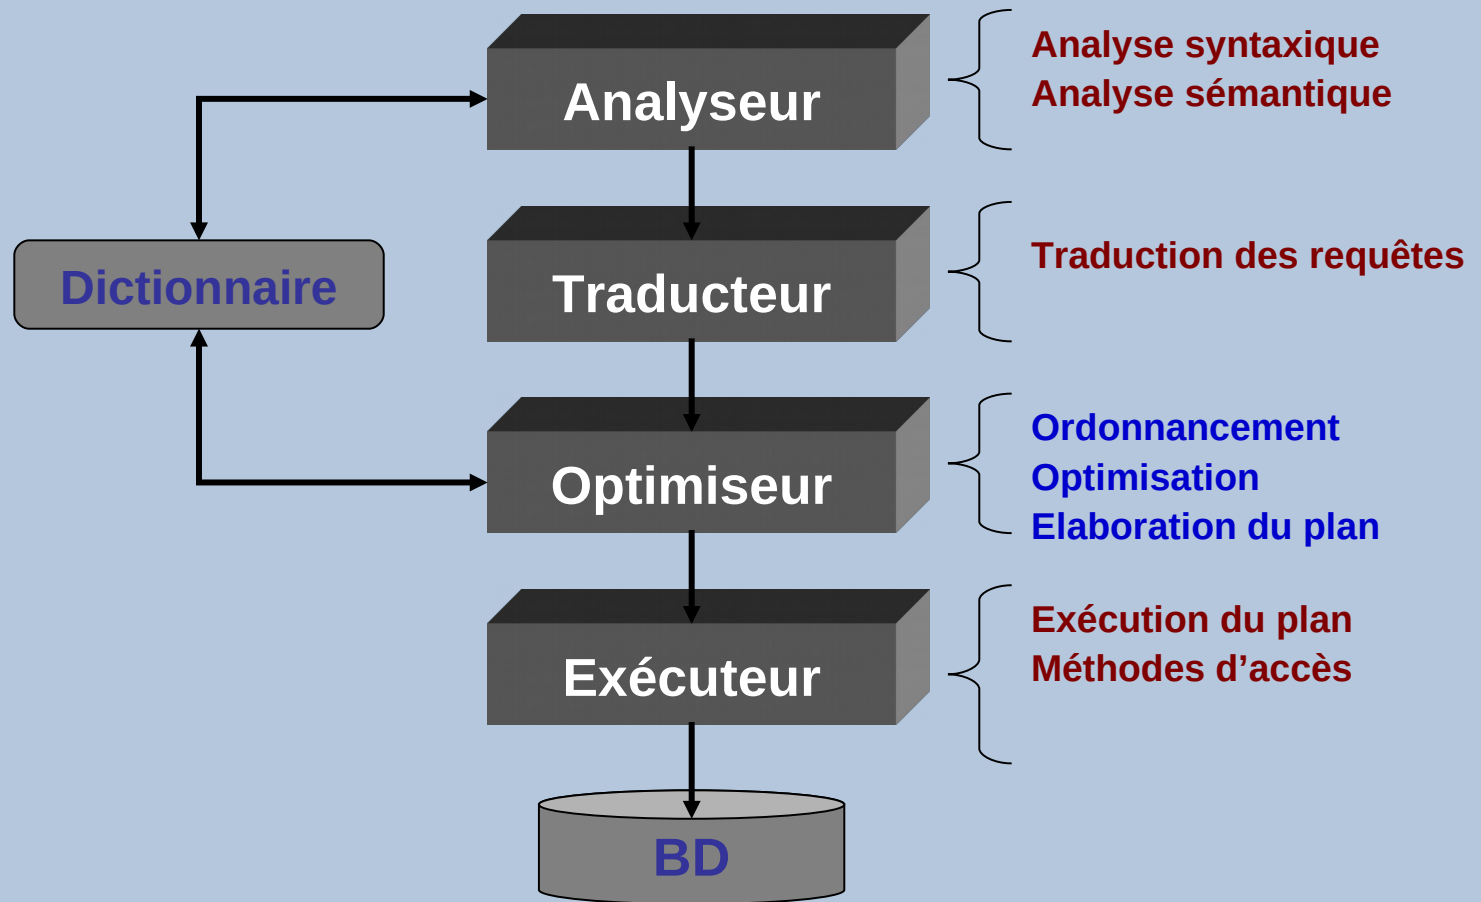 Analyseur
Analyse syntaxique
Analyse sémantique
Dictionnaire
Traducteur
Traduction des requêtes
Optimiseur
Ordonnancement
Optimisation
Elaboration du plan
Exécuteur
Exécution du plan
Méthodes d’accès
BD